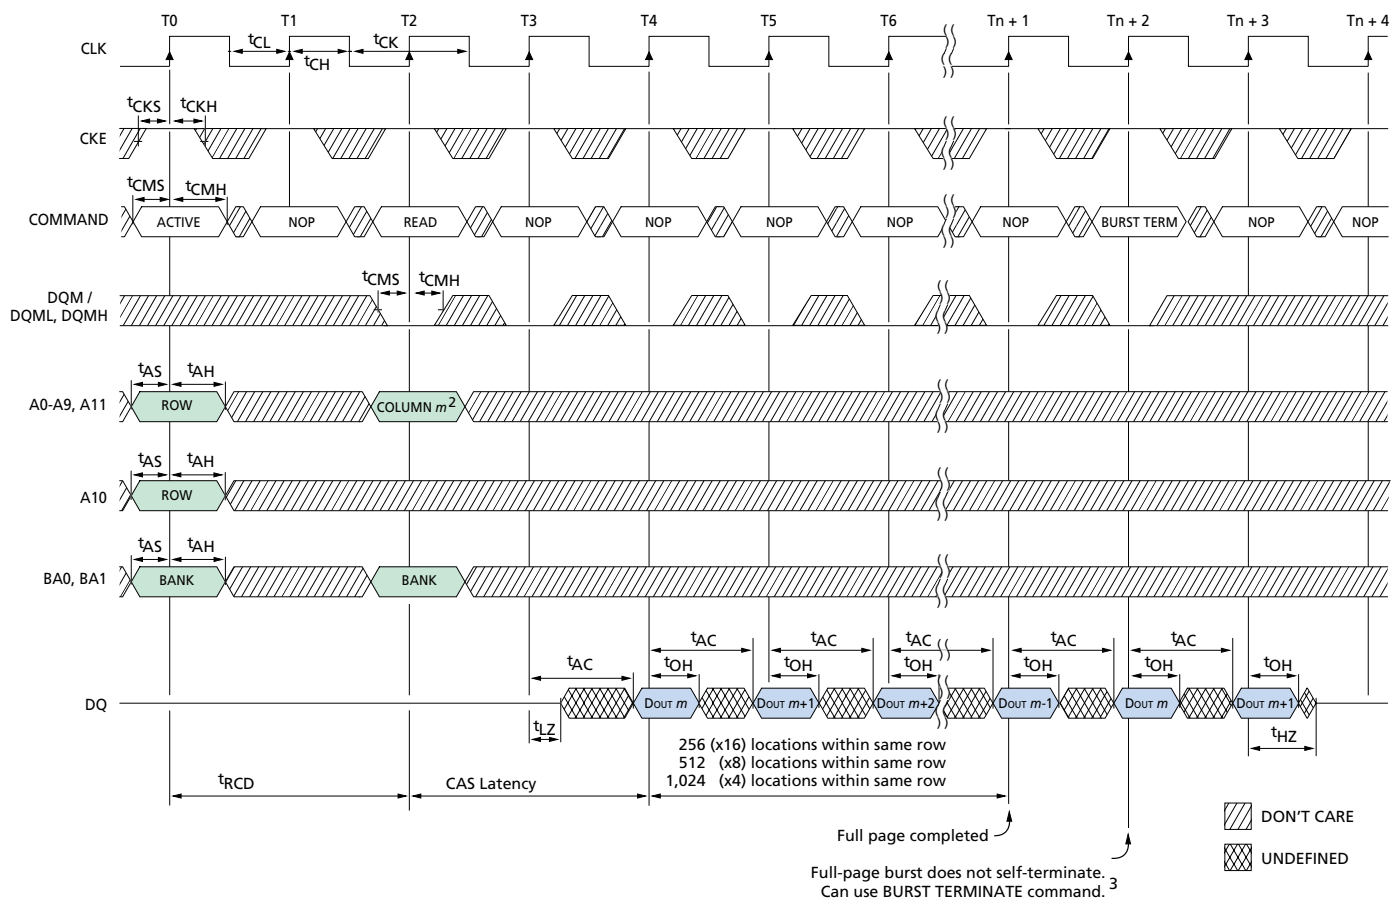 T0 T1 T2 T3 T4 T5 T6 Tn + 1 Tn + 2 Tn + 3 Tn + 4
CLK tCL tCK
tCH
tCKS tCKH
CKE
tCMS tCMH
COMMAND ACTIVE NOP READ NOP NOP NOP NOP NOP BURST TERM NOP NOP
tCMS tCMH
DQM /
DQML, DQMH
tAS tAH
A0-A9, A11 ROW COLUMN m2
tAS tAH
A10 ROW
tAS tAH
BA0, BA1 BANK BANK
tAC tAC tAC tAC tAC
tAC tOH tOH tOH tOH tOH tOH
DQ DOUT m DOUT m+1 DOUT m+2 DOUT m-1 DOUT m DOUT m+1
tLZ tHZ
256 (x16) locations within same row
512 (x8) locations within same row
1,024 (x4) locations within same row
tRCD CAS Latency
Full page completed
Full-page burst does not self-terminate.
Can use BURST TERMINATE command. 3
DON'T CARE
UNDEFINED